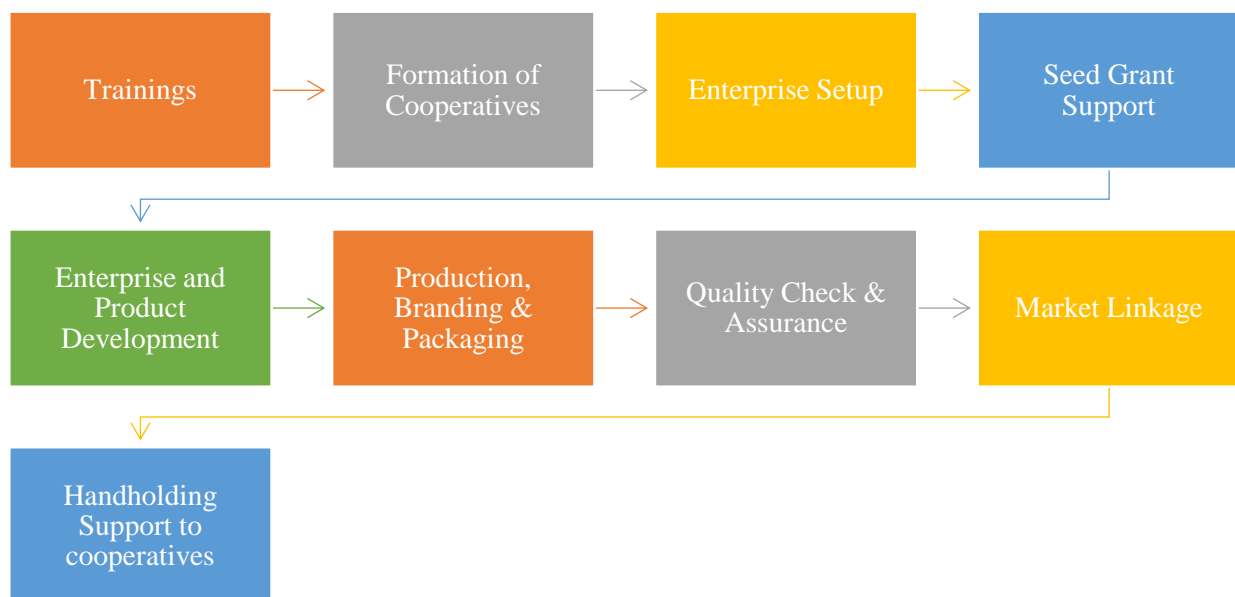 Trainings
Formation of
Cooperatives
Enterprise Setup
Seed Grant
Support
Enterprise and
Product
Development
Production,
Branding &
Packaging
Quality Check &
Assurance
Market Linkage
Handholding
Support to
cooperatives